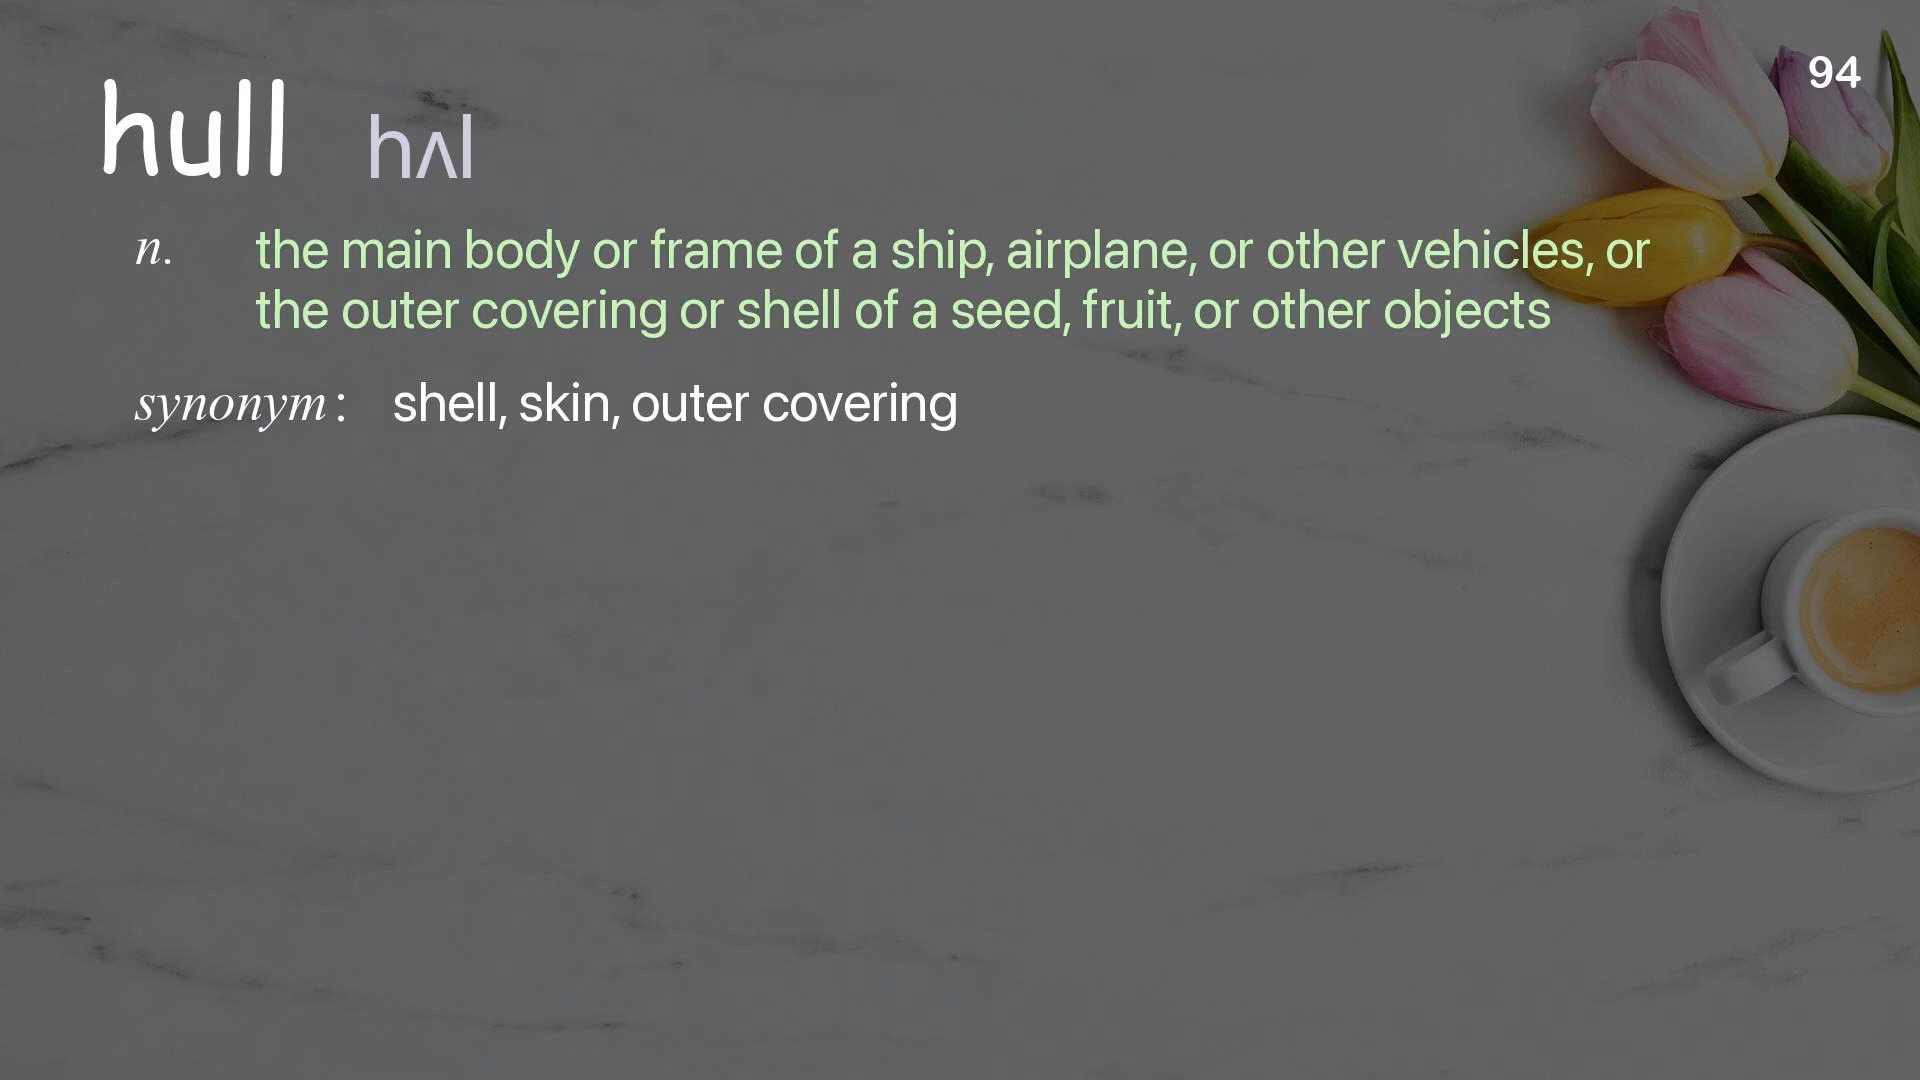 94
hull hʌl
n. the main body or frame of a ship, airplane, or other vehicles, or
the outer covering or shell of a seed, fruit, or other objects
synonym: shell, skin, outer covering